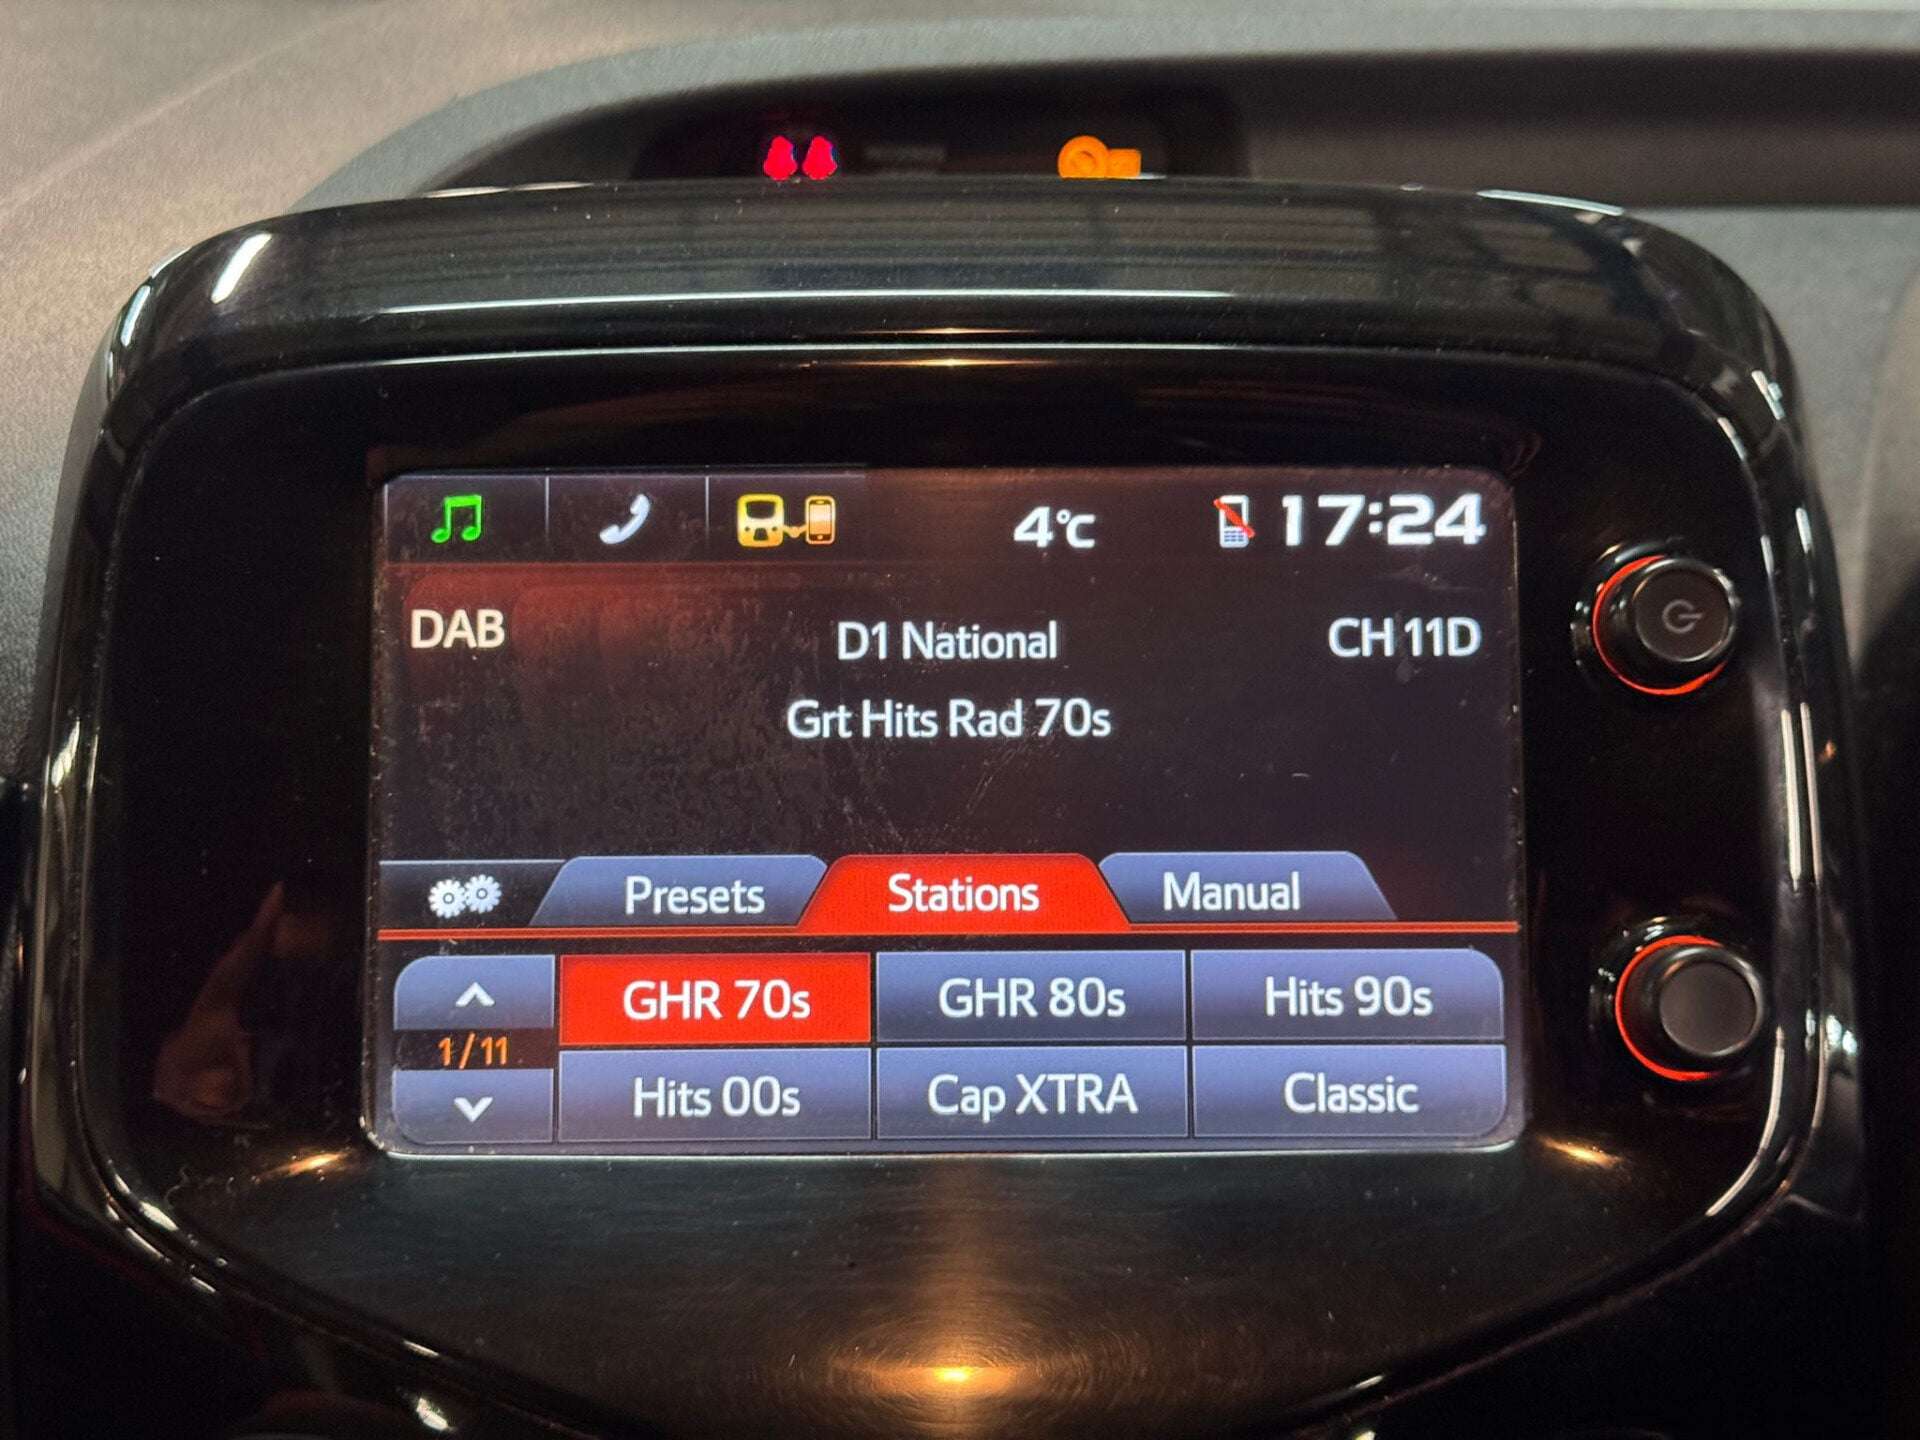 4°C
17:24
DAB
D1 National
CH 11D
Grt Hits Rad 70s
Presets
Stations
Manual
GHR 70s
GHR 80s
Hits 90s
1/11
Hits 00s
Cap XTRA
Classic